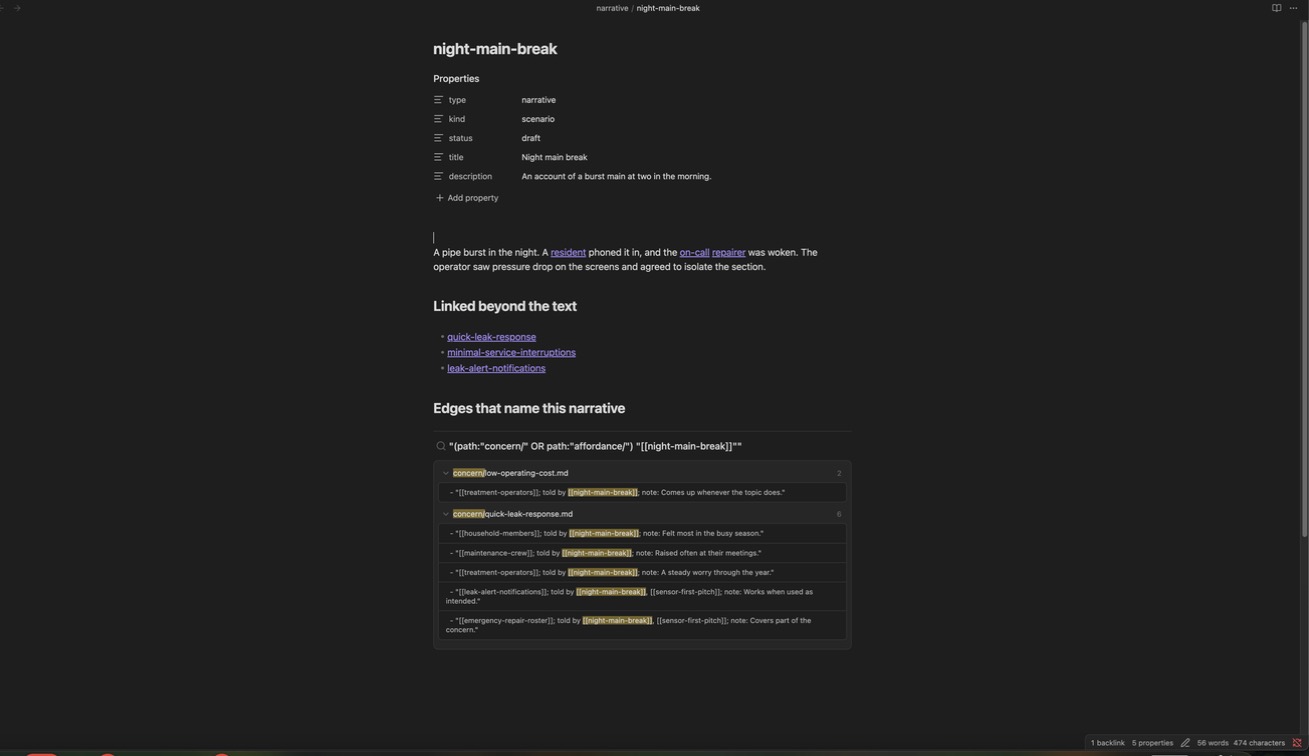 narrative / night-main-break
night-main-break
Properties
type narrative
kind scenario
status draft
title Night main break
description An account of a burst main at two in the morning.
Add property
A pipe burst in the night. A resident phoned it in, and the on-call repairer was woken. The
operator saw pressure drop on the screens and agreed to isolate the section.
Linked beyond the text
• quick-leak-response
• minimal-service-interruptions
• leak-alert-notifications
Edges that name this narrative
"(path:"concern/" OR path:"affordance/") "[[night-main-break]]""
concern/low-operating-cost.md 2
- "[[treatment-operators]]; told by [[night-main-break]]; note: Comes up whenever the topic does."
concern/quick-leak-response.md 6
- "[[household-members]]; told by [[night-main-break]]; note: Felt most in the busy season."
- "[[maintenance-crew]]; told by [[night-main-break]]; note: Raised often at their meetings."
- "[[treatment-operators]]; told by [[night-main-break]]; note: A steady worry through the year."
- "[[leak-alert-notifications]]; told by [[night-main-break]], [[sensor-first-pitch]]; note: Works when used as
intended."
- "[[emergency-repair-roster]]; told by [[night-main-break]], [[sensor-first-pitch]]; note: Covers part of the
concern."
1 backlink 5 properties 56 words 474 characters